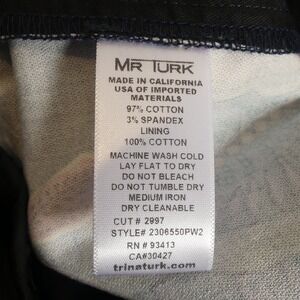 MR TURK
MADE IN CALIFORNIA
USA OF IMPORTED
MATERIALS
97% COTTON
3% SPANDEX
LINING
100% COTTON
MACHINE WASH COLD
LAY FLAT TO DRY
DO NOT BLEACH
DO NOT TUMBLE DRY
MEDIUM IRON
DRY CLEANABLE
CUT # 2997
STYLE# 2306550PW2
RN # 93413
CA#30427
trinaturk.com